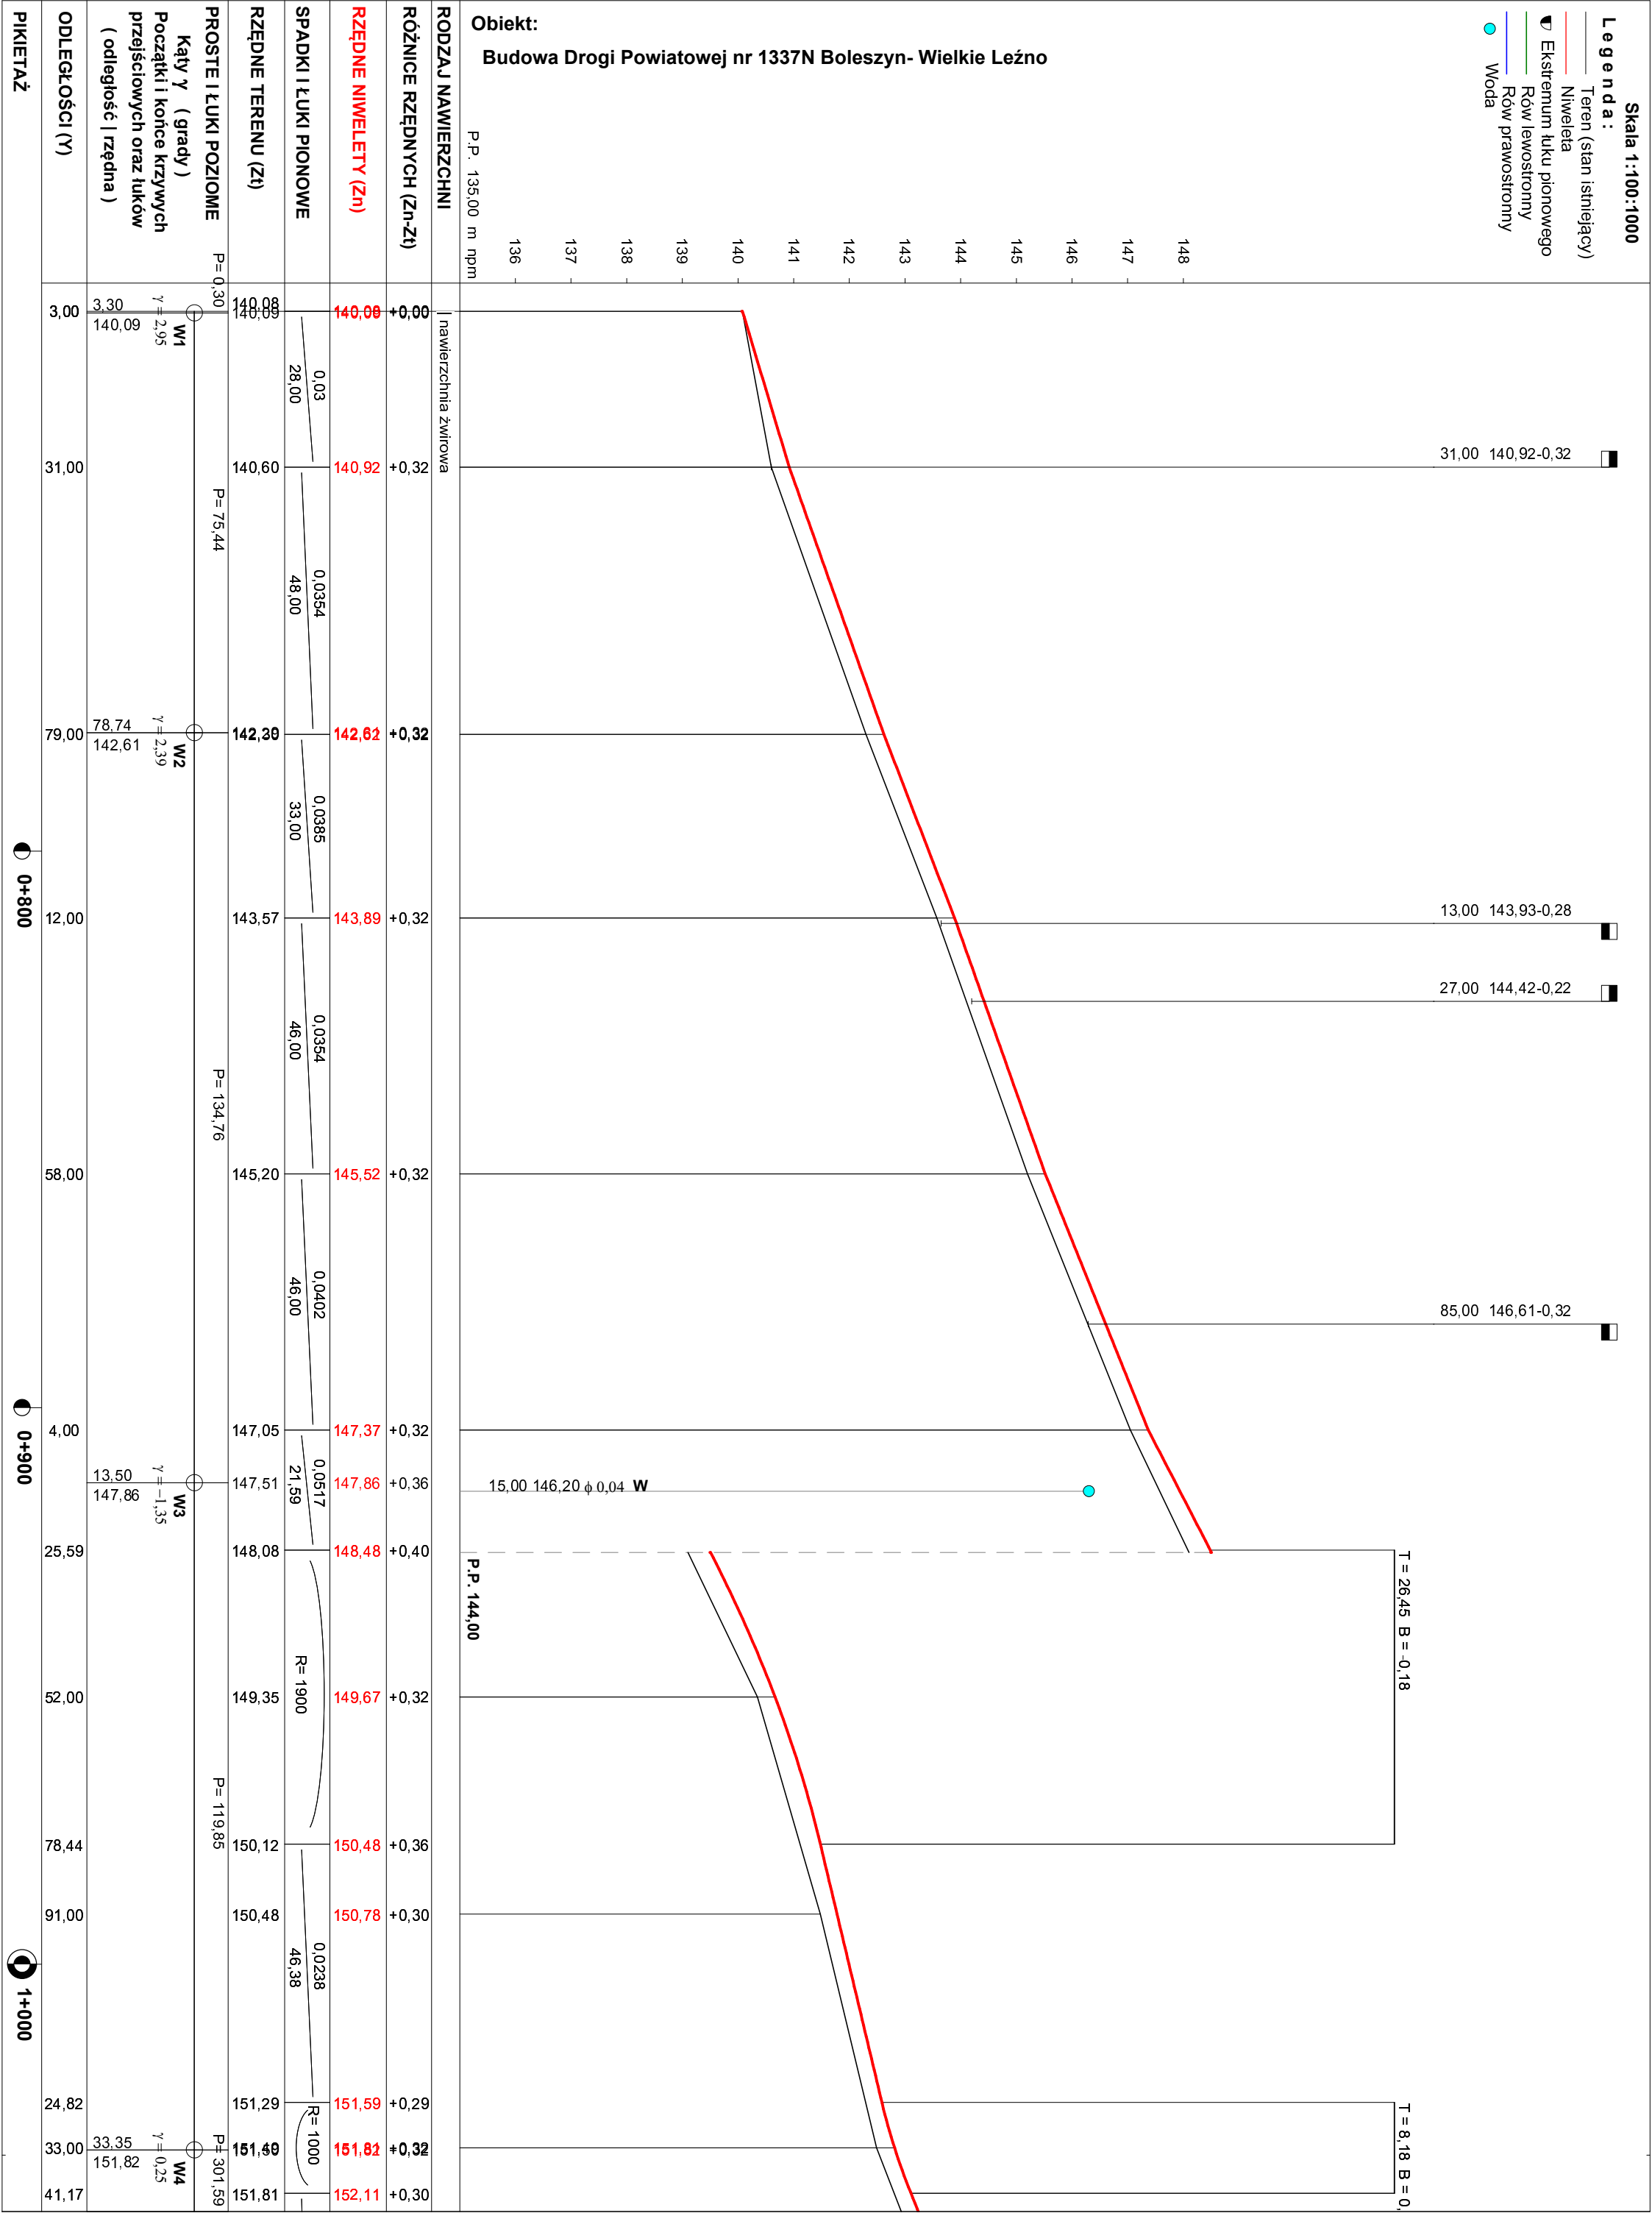 Skala 1:100:1000
Legenda:
Teren (stan istniejący)
Niweleta
Ekstremum łuku pionowego
Rów lewostronny
Rów prawostronny
Woda
Obiekt:
Budowa Drogi Powiatowej nr 1337N Boleszyn- Wielkie Leźno
148
147
146
145
144
143
142
141
140
139
138
137
136
P.P. 135,00 m npm
31,00 140,92-0,32
13,00 143,93-0,28
27,00 144,42-0,22
85,00 146,61-0,32
T = 26,45 B = -0,18
T = 8,18 B = 0,
15,00 146,20 ϕ 0,04 W
P.P. 144,00
RODZAJ NAWIERZCHNI
nawierzchnia żwirowa
RÓŻNICE RZĘDNYCH (Zn-Zt)
+0,00 +0,32 +0,32 +0,32 +0,32 +0,32 +0,36 +0,40 +0,32 +0,36 +0,30 +0,29 +0,32 +0,30
RZĘDNE NIWELETY (Zn)
140,92 143,89 145,52 147,37 147,86 148,48 149,67 150,48 150,78 151,59 152,11
SPADKI I ŁUKI PIONOWE
0,03 0,0354 0,0385 0,0354 0,0402 0,0517 R= 1900 0,0238 R= 1000
28,00 48,00 33,00 46,00 46,00 21,59 46,38
RZĘDNE TERENU (Zt)
140,60 143,57 145,20 147,05 147,51 148,08 149,35 150,12 150,48 151,29 151,81
PROSTE I ŁUKI POZIOME
P= 0,30 P= 75,44 P= 134,76 P= 119,85 P= 301,59
Kąty γ ( grady )
Początki i końce krzywych
przejściowych oraz łuków
( odległość | rzędna )
W1 W2 W3 W4
γ = 2,95 γ = 2,39 γ = −1,35 γ = 0,25
3,30 140,09 78,74 142,61 13,50 147,86 33,35 151,82
ODLEGŁOŚCI (Y)
3,00 31,00 79,00 12,00 58,00 4,00 25,59 52,00 78,44 91,00 24,82 33,00 41,17
PIKIETAŻ
0+800 0+900 1+000